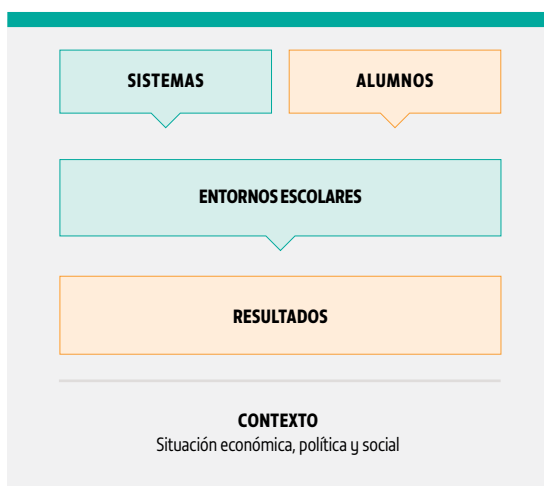 SISTEMAS
ALUMNOS
ENTORNOS ESCOLARES
RESULTADOS
CONTEXTO
Situación económica, política y social